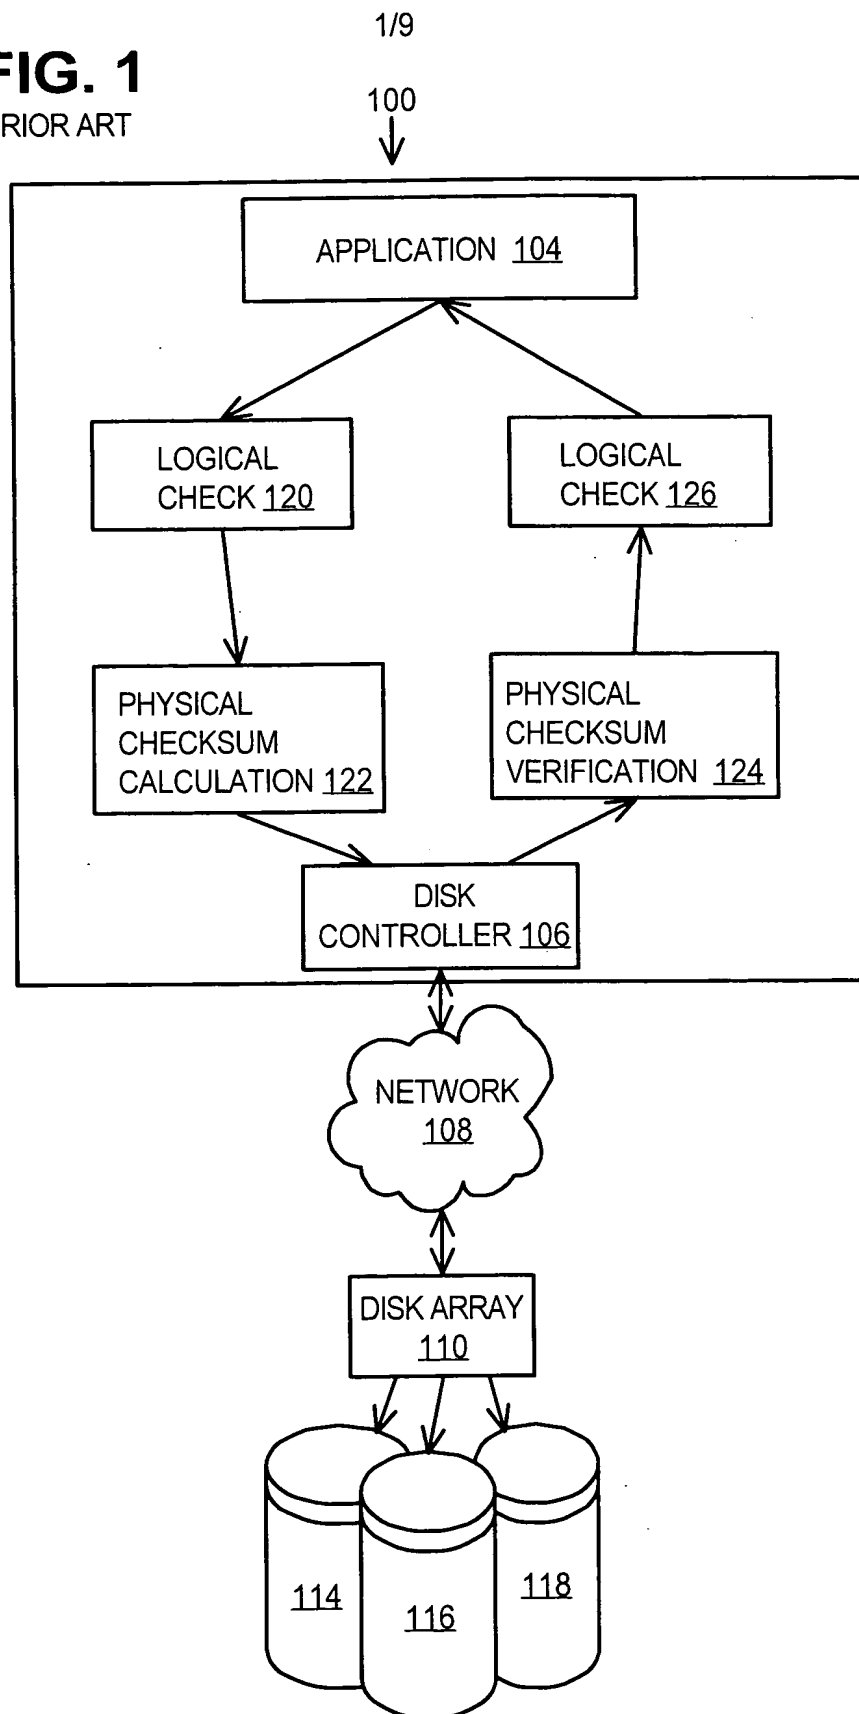 1/9
FIG. 1
RIOR ART
100
APPLICATION 104
LOGICAL
CHECK 120
LOGICAL
CHECK 126
PHYSICAL
CHECKSUM
CALCULATION 122
PHYSICAL
CHECKSUM
VERIFICATION 124
DISK
CONTROLLER 106
NETWORK
108
DISK ARRAY
110
114
116
118